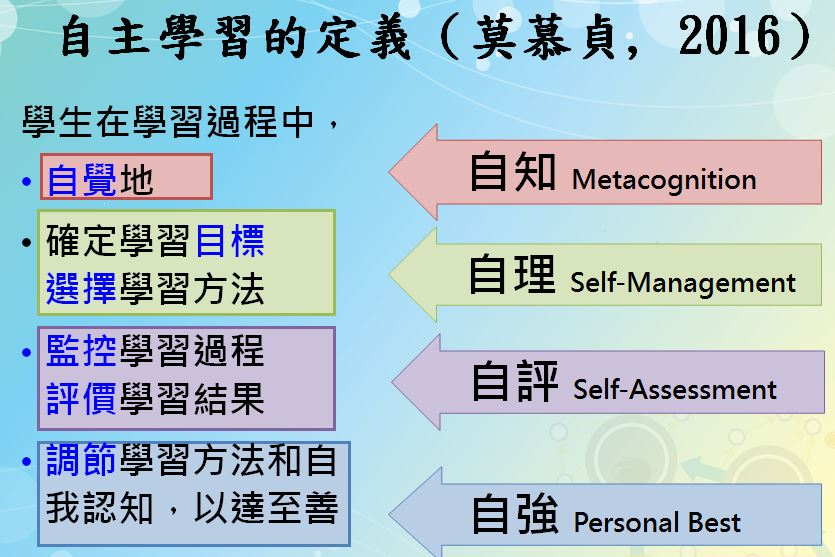 自主學習的定義（莫慕貞, 2016）
學生在學習過程中，
• 自覺地
自知 Metacognition
• 確定學習目標
選擇學習方法
自理 Self-Management
• 監控學習過程
評價學習結果
自評 Self-Assessment
• 調節學習方法和自
我認知，以達至善
自強 Personal Best